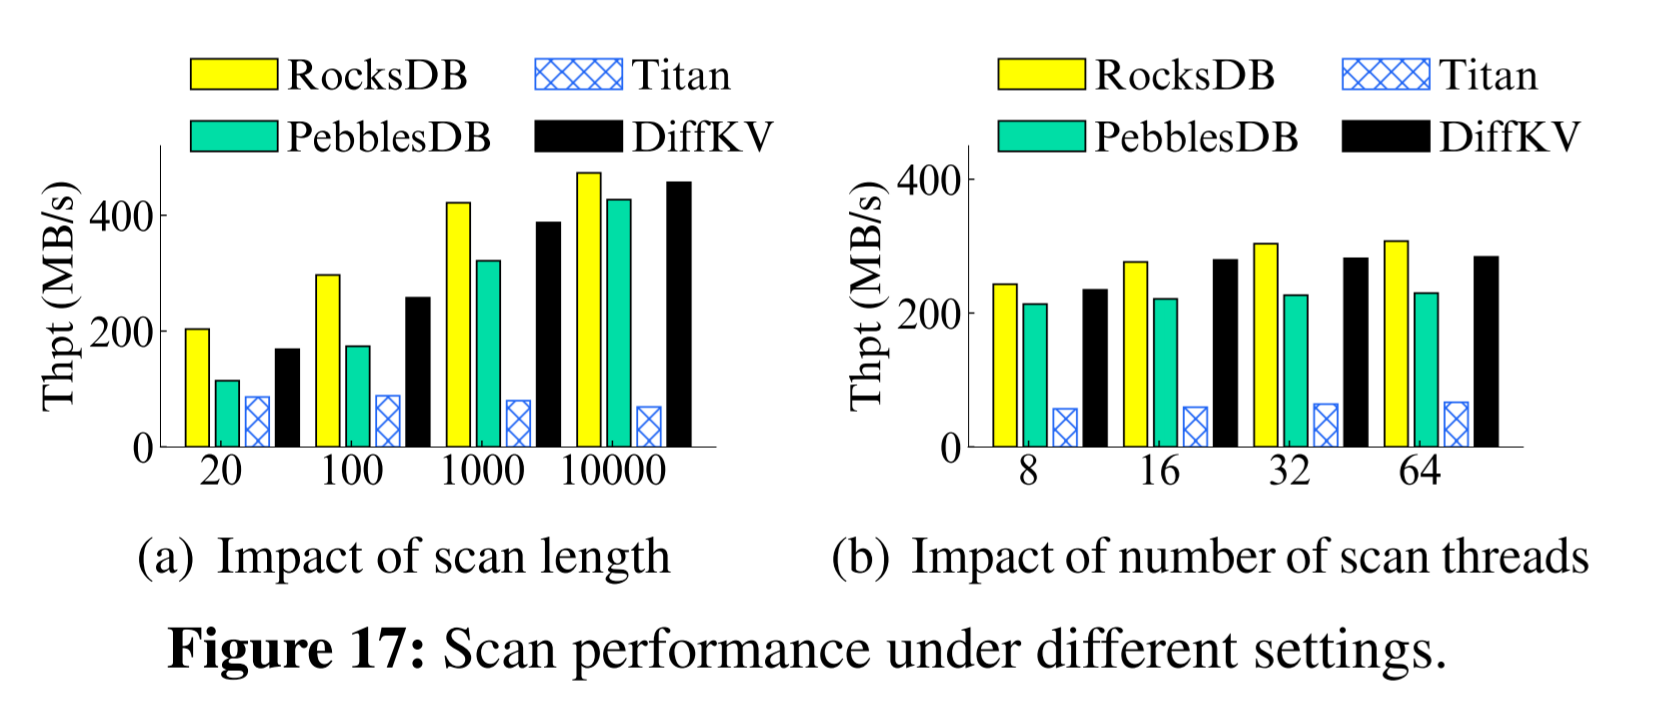 RocksDB Titan
PebblesDB DiffKV
Thpt (MB/s)
400
200
0
20 100 1000 10000
(a) Impact of scan length
RocksDB Titan
PebblesDB DiffKV
Thpt (MB/s)
400
200
0
8 16 32 64
(b) Impact of number of scan threads
Figure 17: Scan performance under different settings.